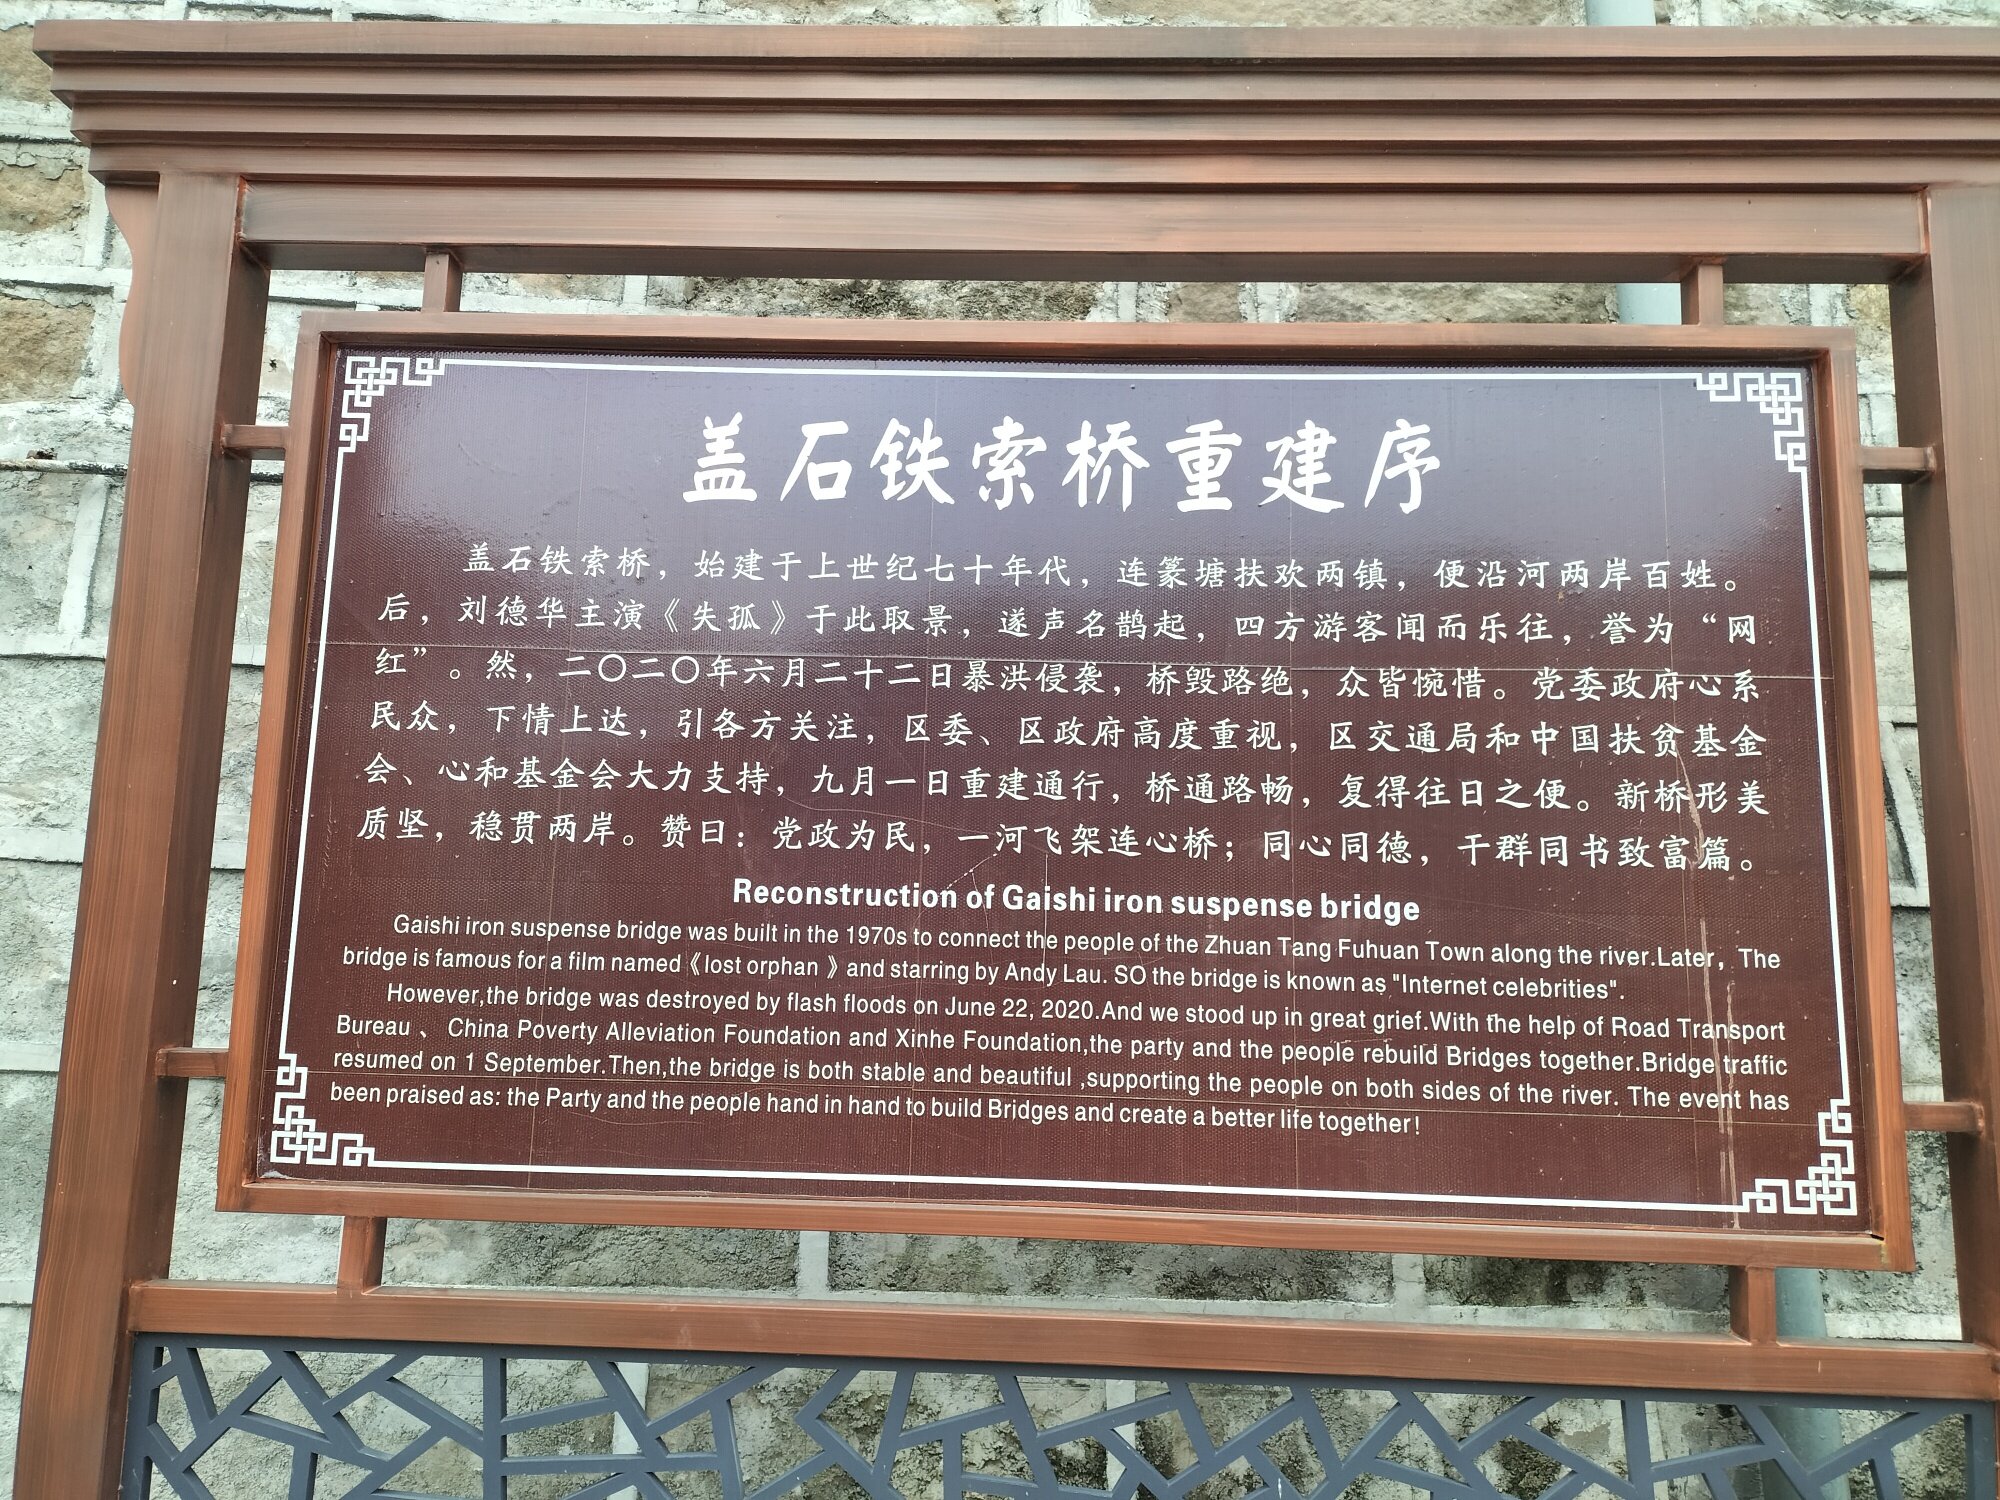 盖石铁索桥重建序
盖石铁索桥，始建于上世纪七十年代，连篆塘扶欢两镇，便沿河两岸百姓。
后，刘德华主演《失孤》于此取景，遂声名鹊起，四方游客闻而乐往，誉为“网
红”。然，二〇二〇年六月二十二日暴洪侵袭，桥毁路绝，众皆惋惜。党委政府心系
民众，下情上达，引各方关注，区委、区政府高度重视，区交通局和中国扶贫基金
会、心和基金会大力支持，九月一日重建通行，桥通路畅，复得往日之便。新桥形美
质坚，稳贯两岸。赞曰：党政为民，一河飞架连心桥；同心同德，干群同书致富篇。
Reconstruction of Gaishi iron suspense bridge
Gaishi iron suspense bridge was built in the 1970s to connect the people of the Zhuan Tang Fuhuan Town along the river.Later，The
bridge is famous for a film named《lost orphan 》and starring by Andy Lau. SO the bridge is known as "Internet celebrities".
However,the bridge was destroyed by flash floods on June 22, 2020.And we stood up in great grief.With the help of Road Transport
Bureau 、 China Poverty Alleviation Foundation and Xinhe Foundation,the party and the people rebuild Bridges together.Bridge traffic
resumed on 1 September.Then,the bridge is both stable and beautiful ,supporting the people on both sides of the river. The event has
been praised as: the Party and the people hand in hand to build Bridges and create a better life together!